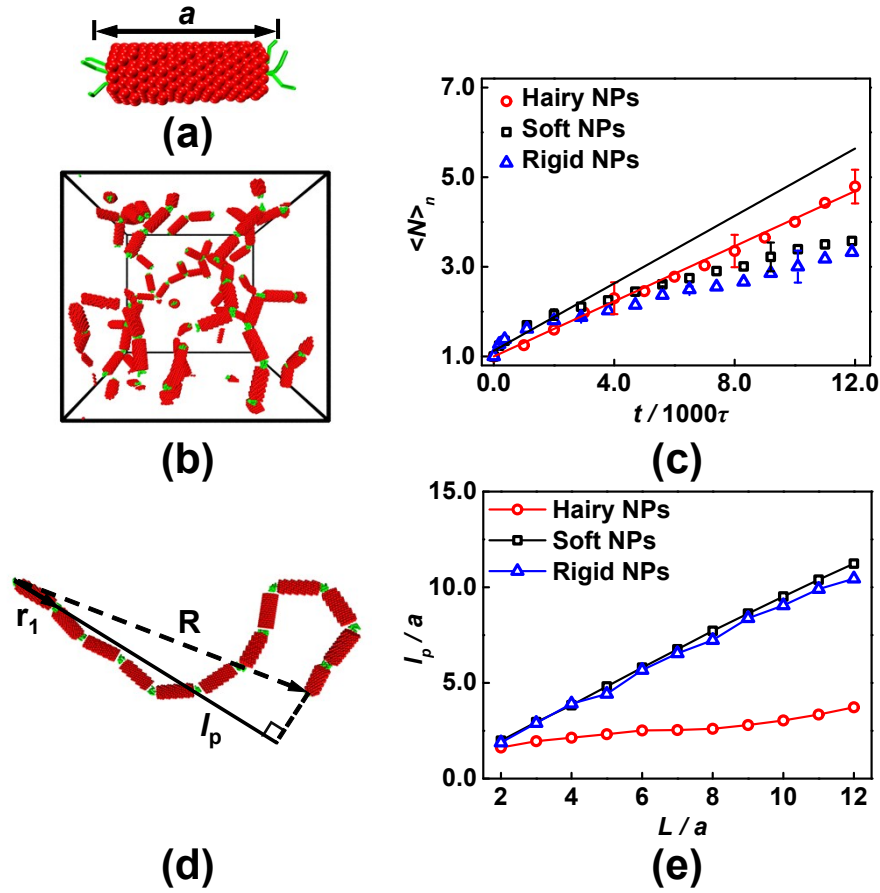 a
(a)
(b)
7.0
5.0
3.0
1.0
<N>n
Hairy NPs
Soft NPs
Rigid NPs
0.0 4.0 8.0 12.0
t / 1000τ
(c)
r1
R
lp
(d)
15.0
10.0
5.0
0.0
lp / a
Hairy NPs
Soft NPs
Rigid NPs
2 4 6 8 10 12
L / a
(e)